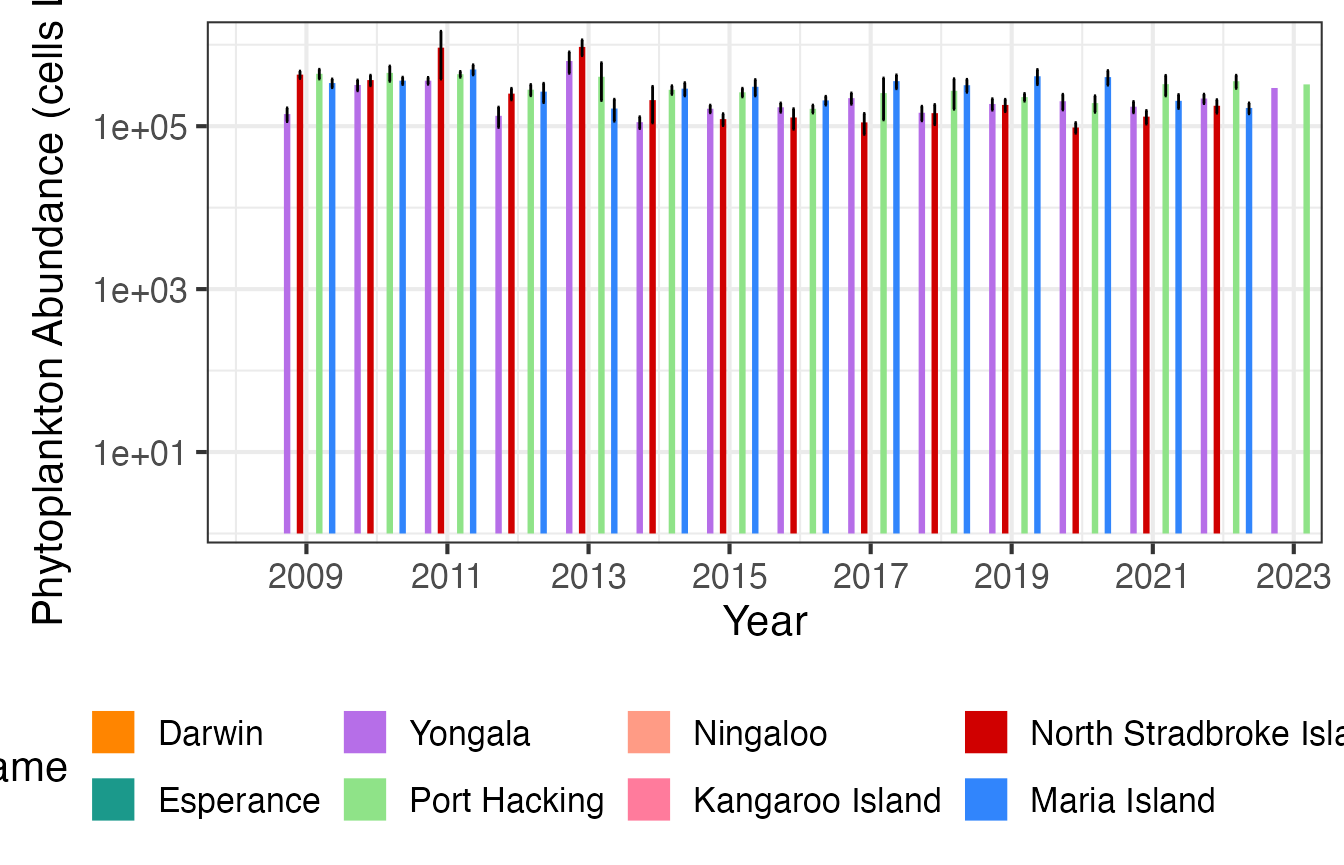 Phytoplankton Abundance (cells L
1e+05
1e+03
1e+01
2009 2011 2013 2015 2017 2019 2021 2023
Year
ame
Darwin Yongala Ningaloo North Stradbroke Isla
Esperance Port Hacking Kangaroo Island Maria Island